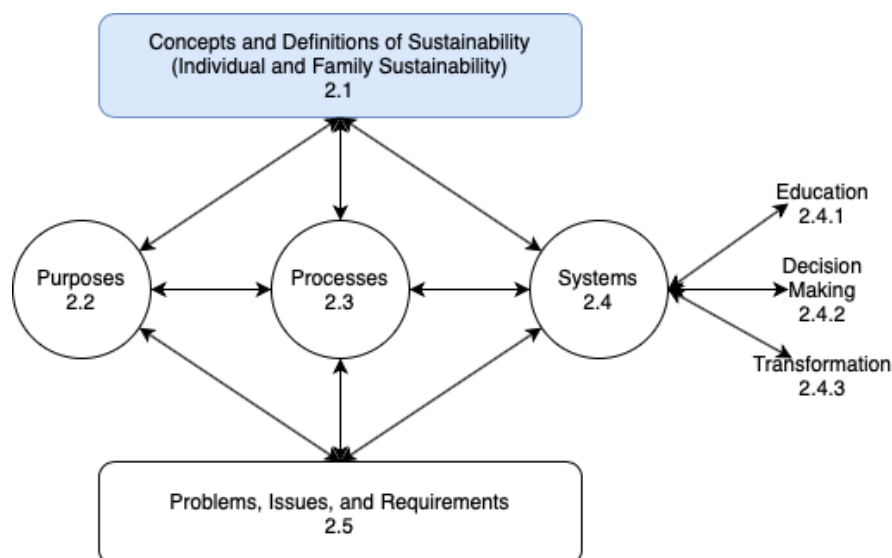 Concepts and Definitions of Sustainability
(Individual and Family Sustainability)
2.1
Purposes
2.2
Processes
2.3
Systems
2.4
Education
2.4.1
Decision
Making
2.4.2
Transformation
2.4.3
Problems, Issues, and Requirements
2.5